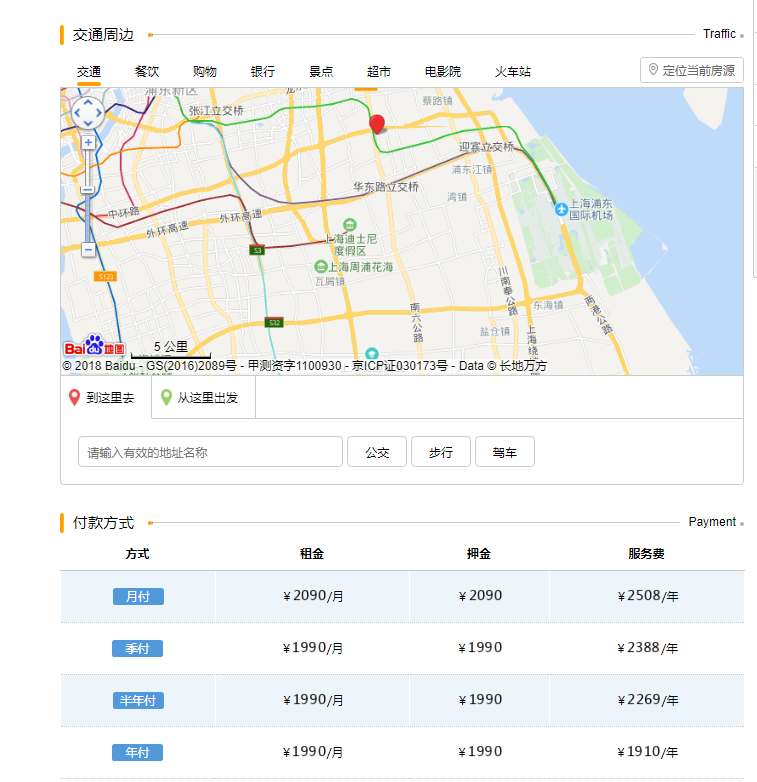 交通周边 Traffic
交通 餐饮 购物 银行 景点 超市 电影院 火车站 定位当前房源
浦东新区
张江立交桥
蔡路镇
迎宾立交桥
浦东江镇
华东路立交桥
湾镇
上海浦东
国际机场
中环路
外环高速
外环高速
上海迪士尼
度假区
S3
上海周浦花海
瓦屑镇
S123
川南奉公路
东海镇
两港公路
南六公路
S32
盐仓镇
上海绕
Bai du 地图
5 公里
© 2018 Baidu - GS(2016)2089号 - 甲测资字1100930 - 京ICP证030173号 - Data © 长地万方
到这里去 从这里出发
请输入有效的地址名称 公交 步行 驾车
付款方式 Payment
方式 租金 押金 服务费
月付 ¥2090/月 ¥2090 ¥2508/年
季付 ¥1990/月 ¥1990 ¥2388/年
半年付 ¥1990/月 ¥1990 ¥2269/年
年付 ¥1990/月 ¥1990 ¥1910/年